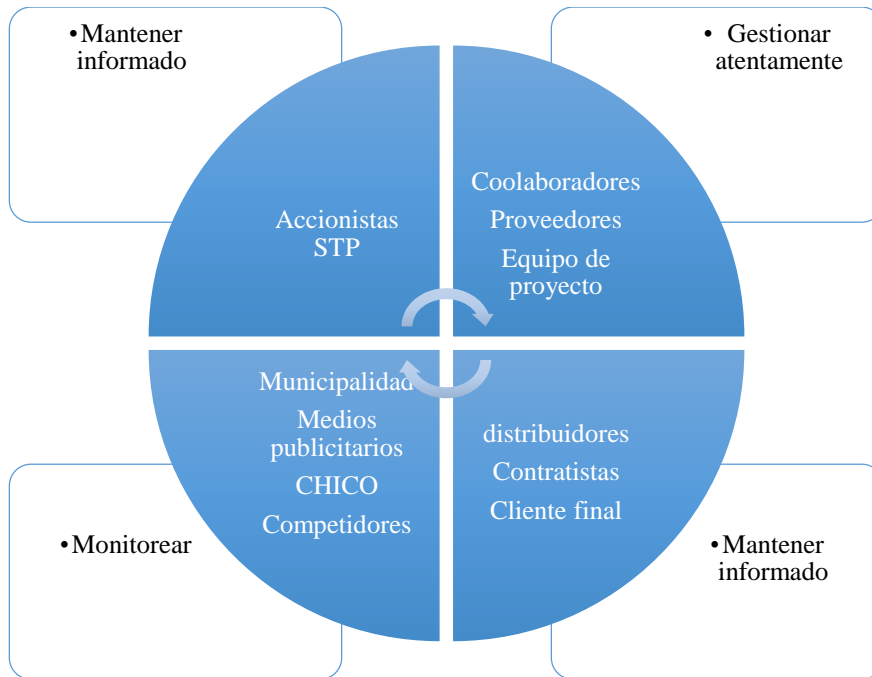 •Mantener
informado
• Gestionar
atentamente
Accionistas
STP
Coolaboradores
Proveedores
Equipo de
proyecto
Municipalidad
Medios
publicitarios
CHICO
Competidores
distribuidores
Contratistas
Cliente final
•Monitorear
•Mantener
informado